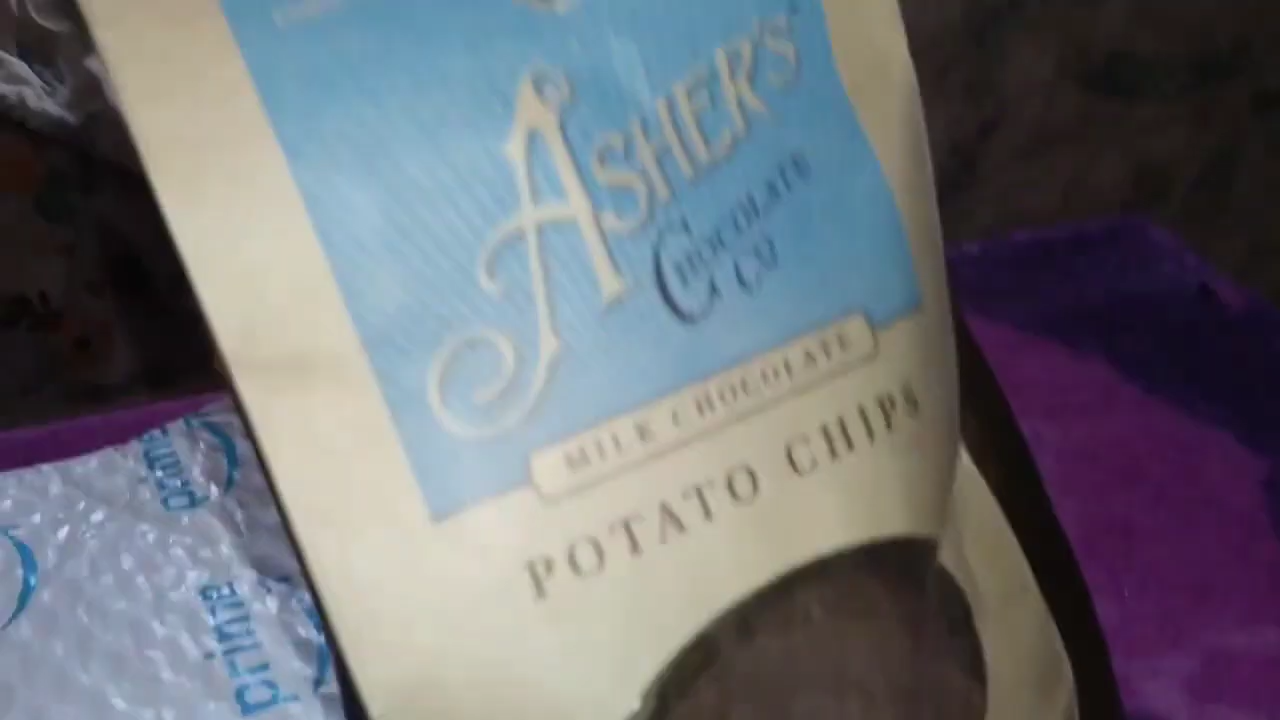 ASHER'S
CHOCOLATE
CO
MILK CHOCOLATE
POTATO CHIPS
prime
prime